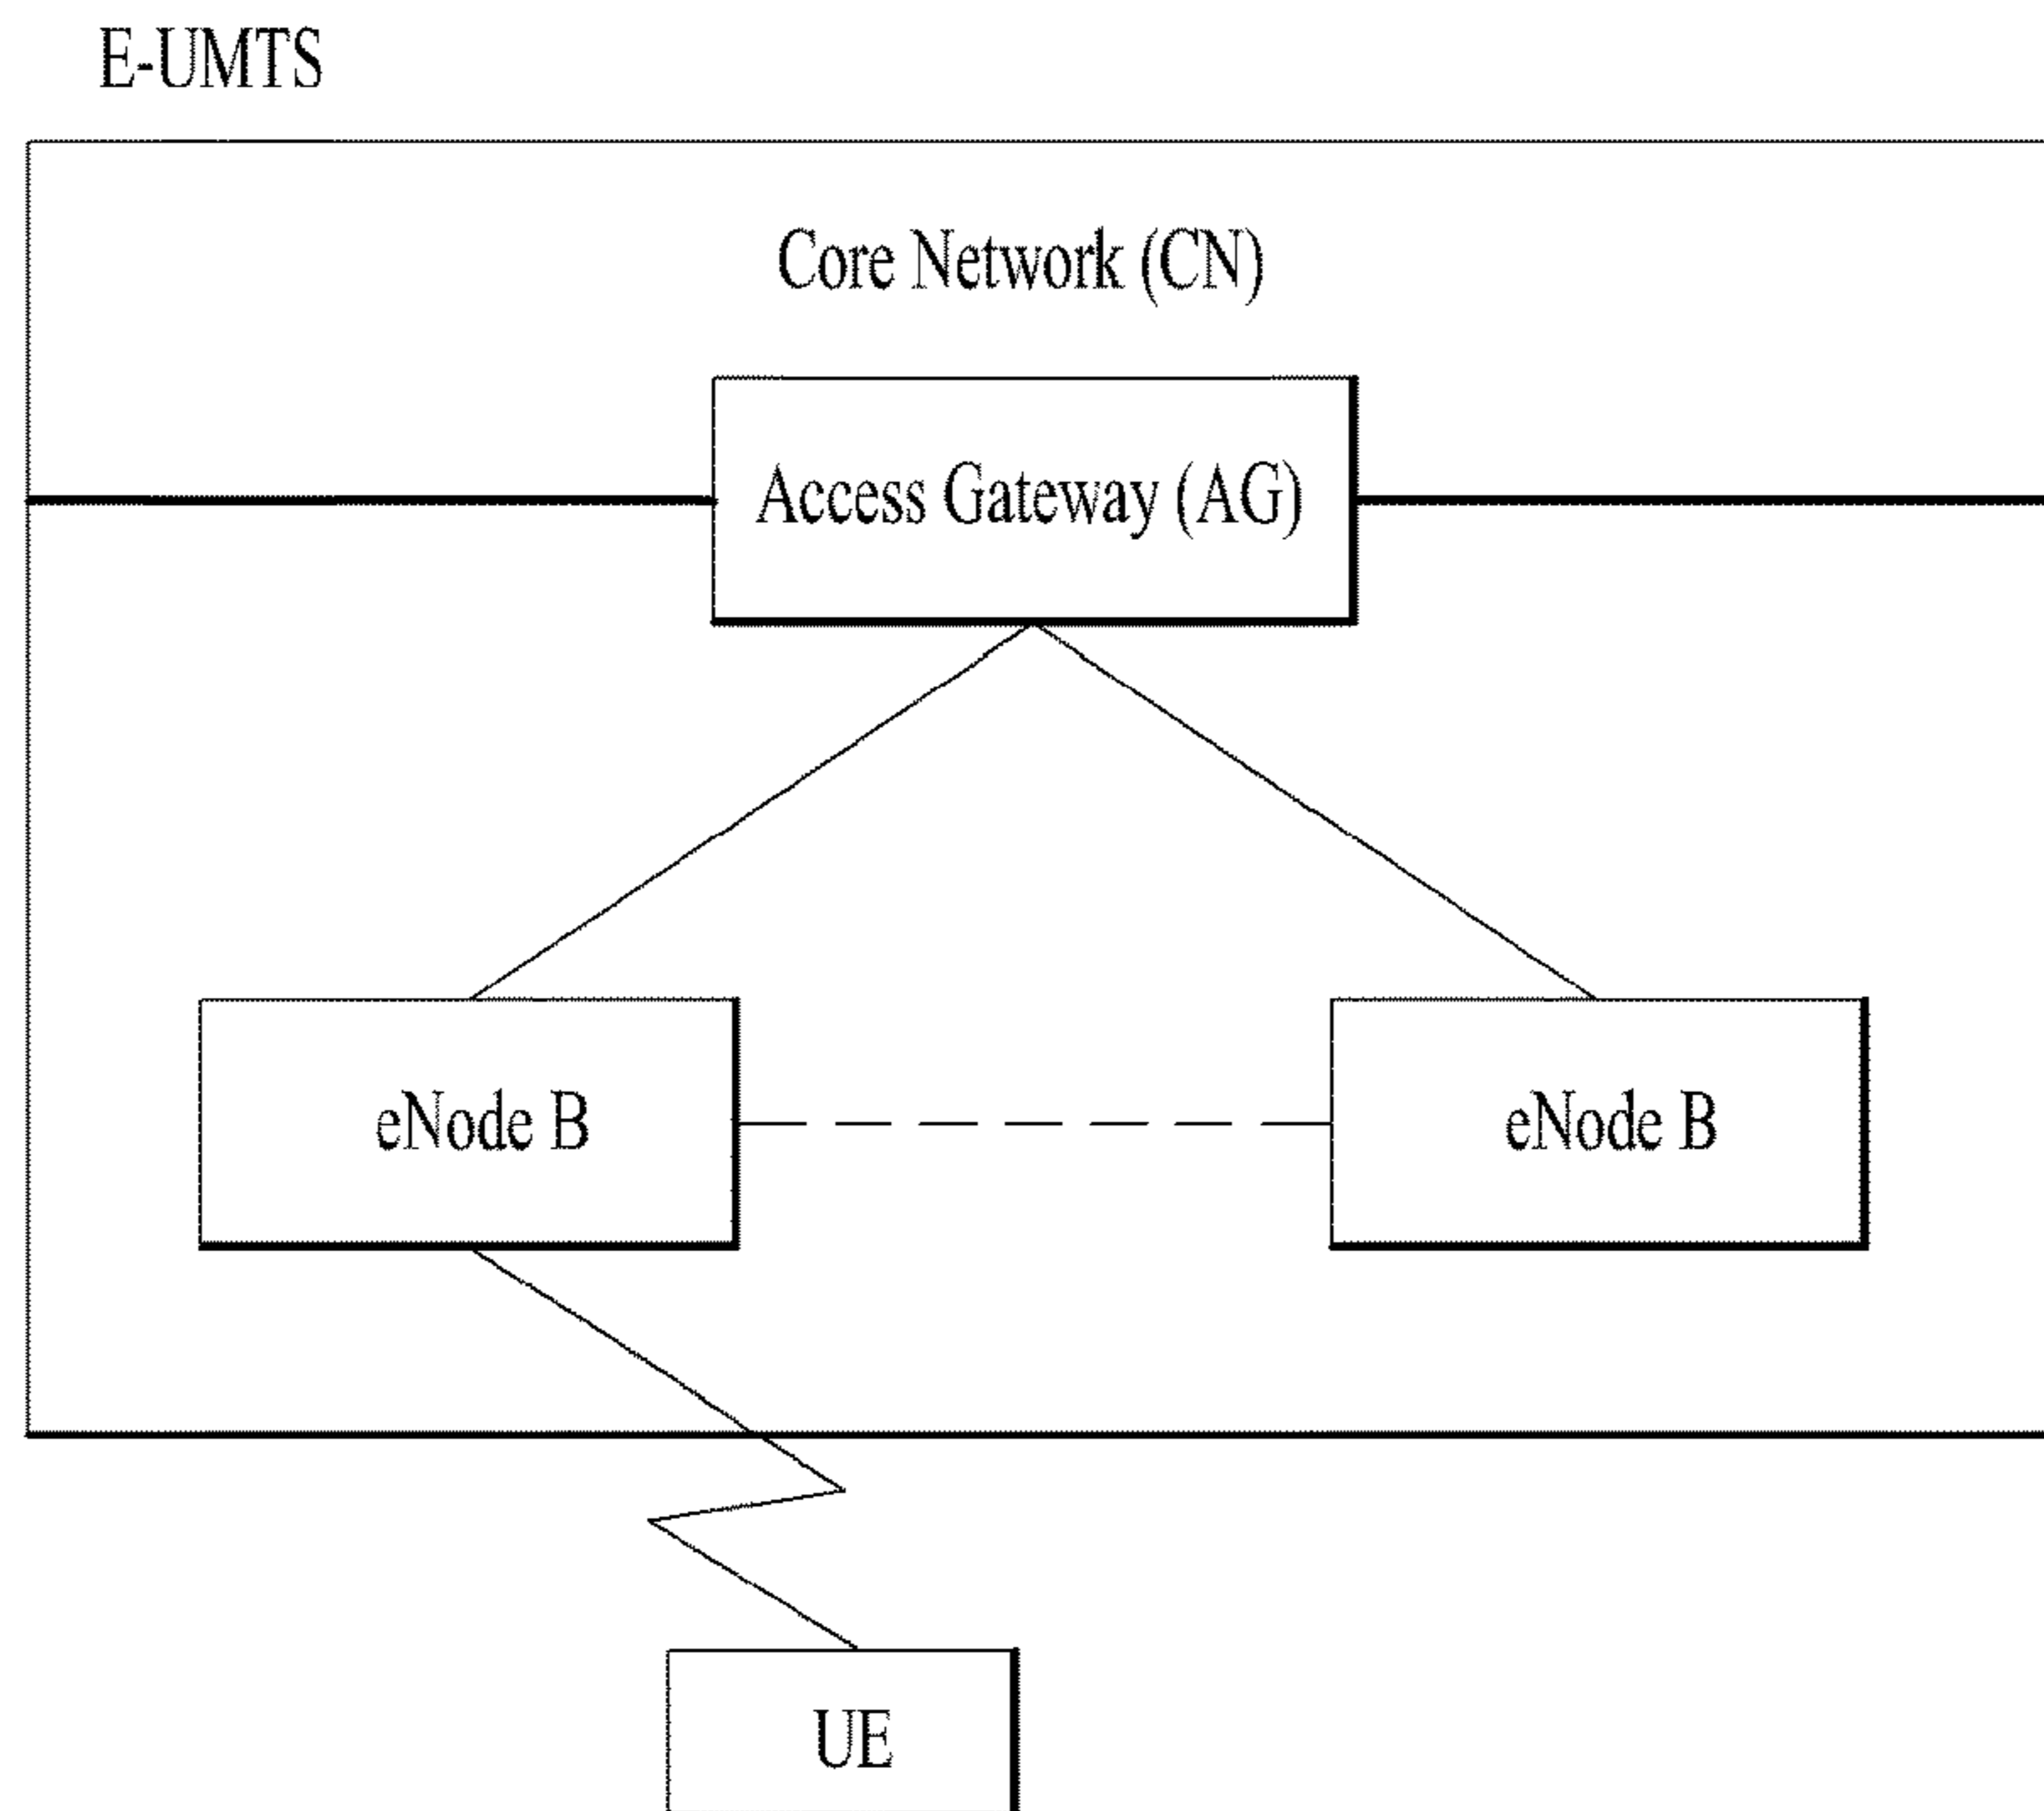 E-UMTS
Core Network (CN)
Access Gateway (AG)
eNode B
eNode B
UE